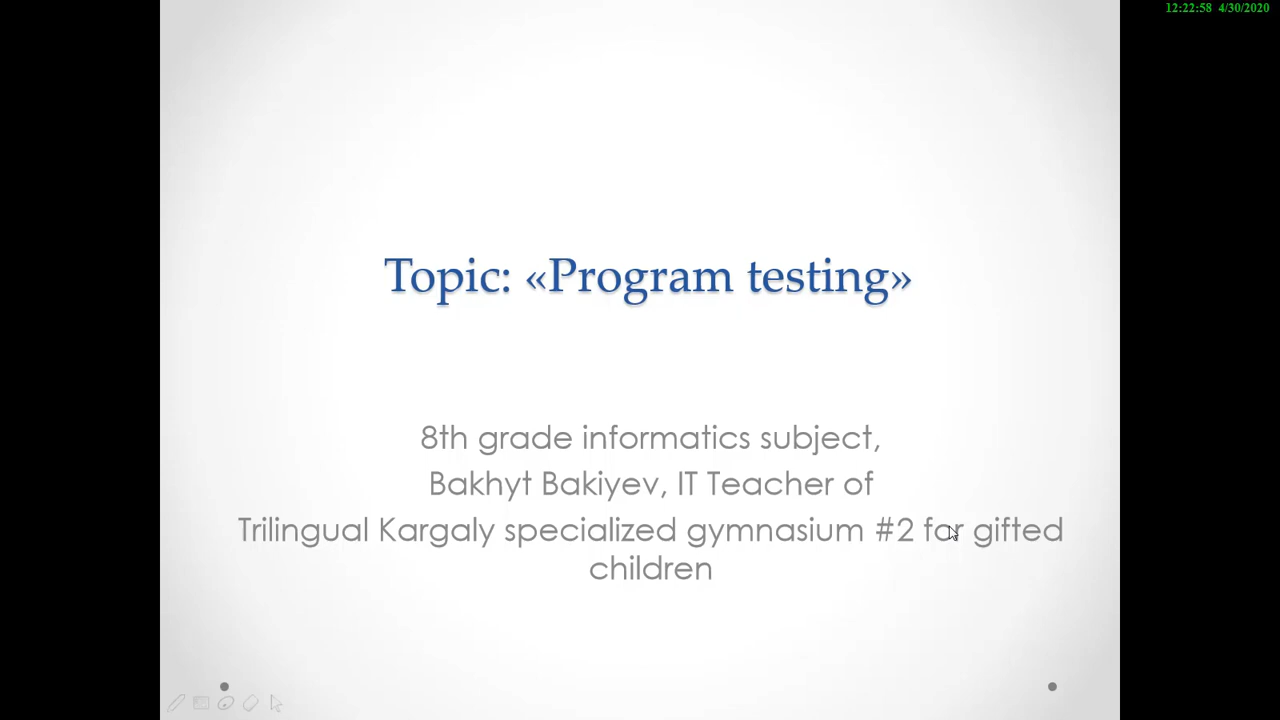 12:22:58 4/30/2020
Topic: «Program testing»
8th grade informatics subject,
Bakhyt Bakiyev, IT Teacher of
Trilingual Kargaly specialized gymnasium #2 for gifted
children